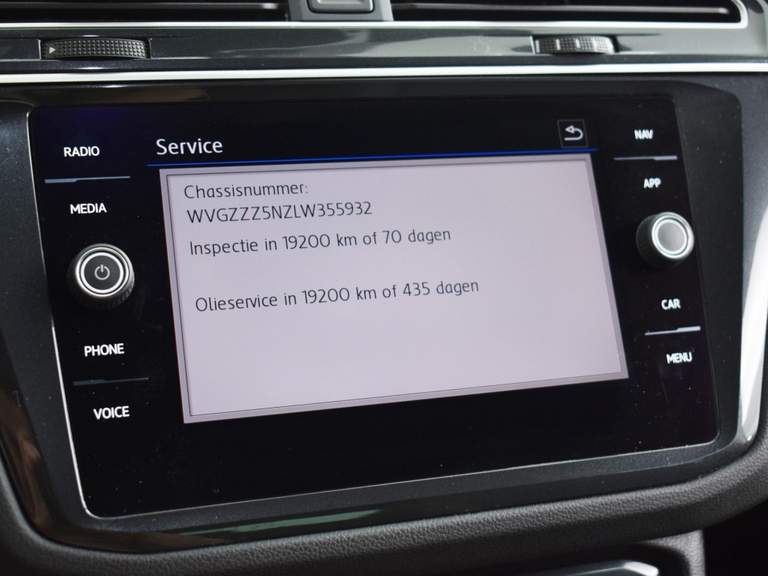 RADIO
MEDIA
PHONE
VOICE
Service
Chassisnummer:
WVGZZZ5NZLW355932
Inspectie in 19200 km of 70 dagen
Olieservice in 19200 km of 435 dagen
NAV
APP
CAR
MENU